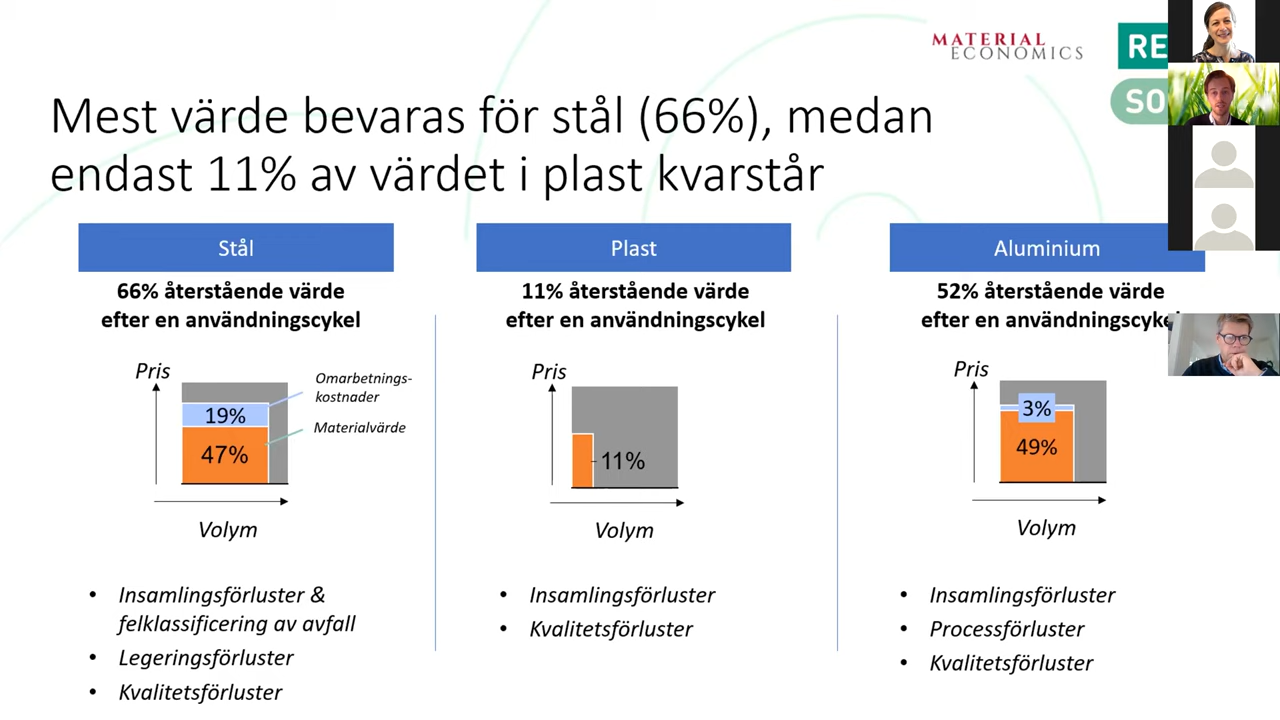 MATERIAL
ECONOMICS
RE
SO
Mest värde bevaras för stål (66%), medan
endast 11% av värdet i plast kvarstår
Stål
66% återstående värde
efter en användningscykel
Pris
Omarbetnings-
kostnader
19%
Materialvärde
47%
Volym
Insamlingsförluster &
felklassificering av avfall
Legeringsförluster
Kvalitetsförluster
Plast
11% återstående värde
efter en användningscykel
Pris
11%
Volym
Insamlingsförluster
Kvalitetsförluster
Aluminium
52% återstående värde
efter en användningscyke
Pris
3%
49%
Volym
Insamlingsförluster
Processförluster
Kvalitetsförluster